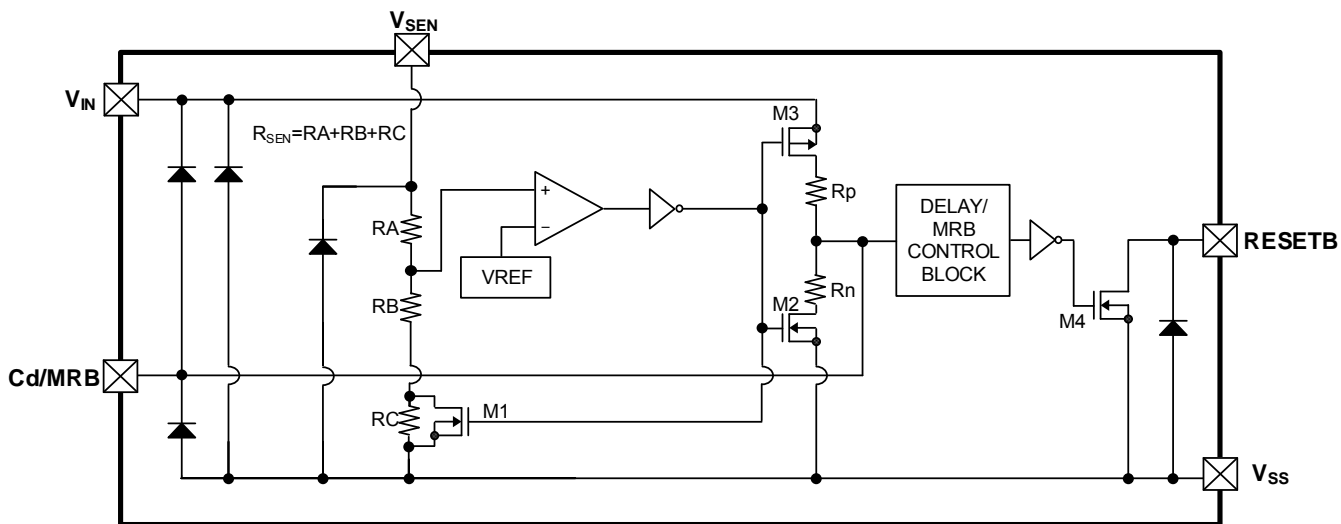 VSEN
VIN
M3
RSEN=RA+RB+RC
Rp
DELAY/
MRB
CONTROL
BLOCK
RA
+
−
RESETB
VREF
RB
Rn
M2
M4
Cd/MRB
RC
M1
VSS